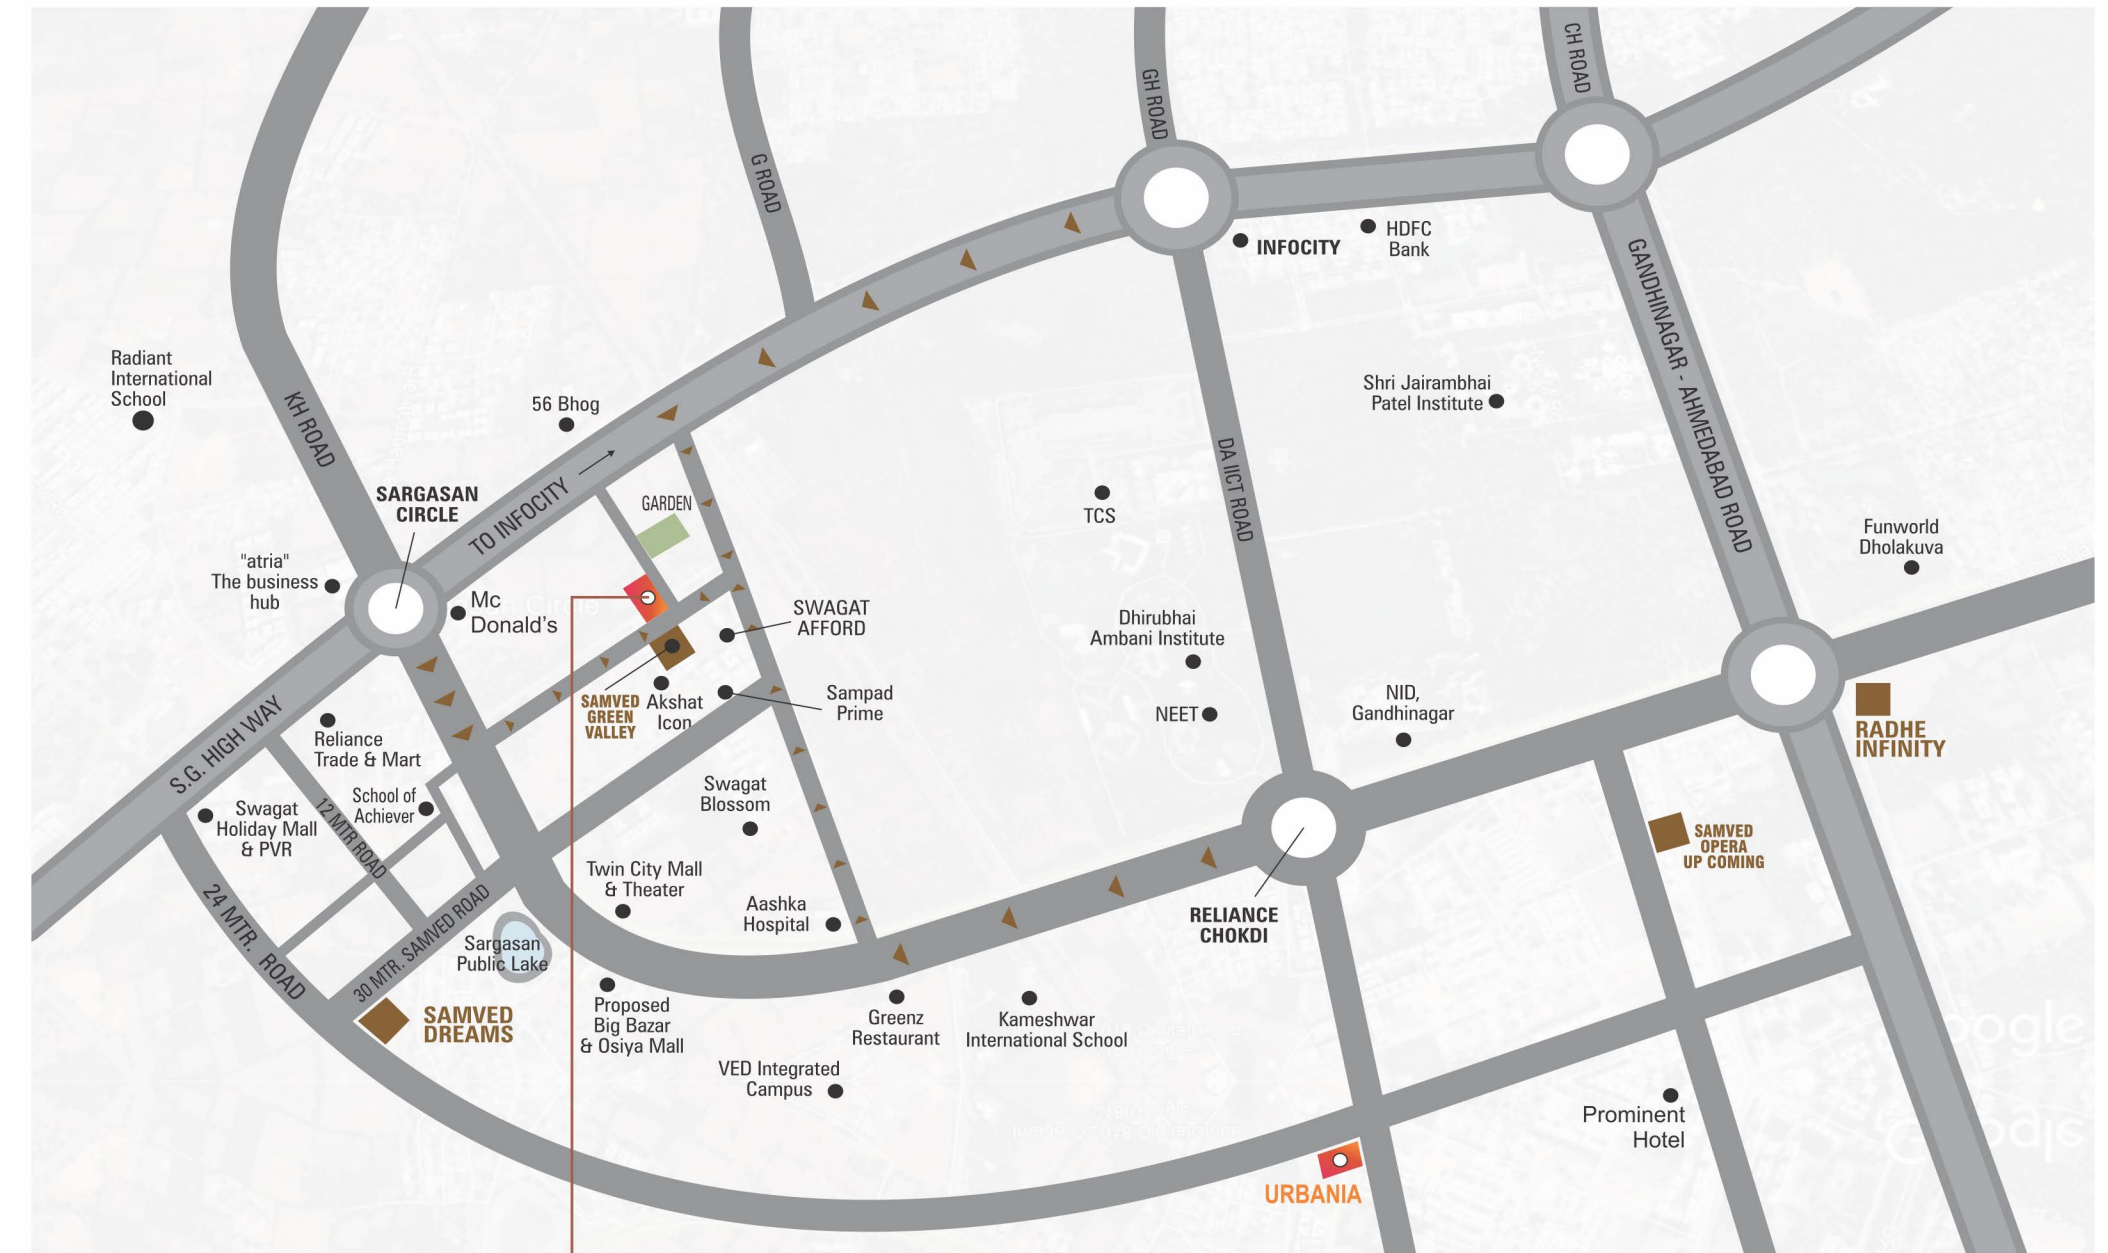 CH ROAD
GH ROAD
G ROAD
HDFC
Bank
INFOCITY
GANDHINAGAR - AHMEDABAD ROAD
Radiant
International
School
KH ROAD
56 Bhog
Shri Jairambhai
Patel Institute
DA IICT ROAD
SARGASAN
CIRCLE
TO INFOCITY
GARDEN
TCS
Funworld
Dholakuva
"atria"
The business
hub
Mc
Donald's
SWAGAT
AFFORD
Dhirubhai
Ambani Institute
SAMVED
GREEN
VALLEY
Akshat
Icon
Sampad
Prime
NEET
NID,
Gandhinagar
RADHE
INFINITY
S.G. HIGH WAY
Reliance
Trade & Mart
Swagat
Holiday Mall
& PVR
12 MTR ROAD
School of
Achiever
Swagat
Blossom
SAMVED
OPERA
UP COMING
Twin City Mall
& Theater
Aashka
Hospital
RELIANCE
CHOKDI
24 MTR. ROAD
30 MTR. SAMVED ROAD
Sargasan
Public Lake
SAMVED
DREAMS
Proposed
Big Bazar
& Osiya Mall
Greenz
Restaurant
Kameshwar
International School
VED Integrated
Campus
Prominent
Hotel
URBANIA